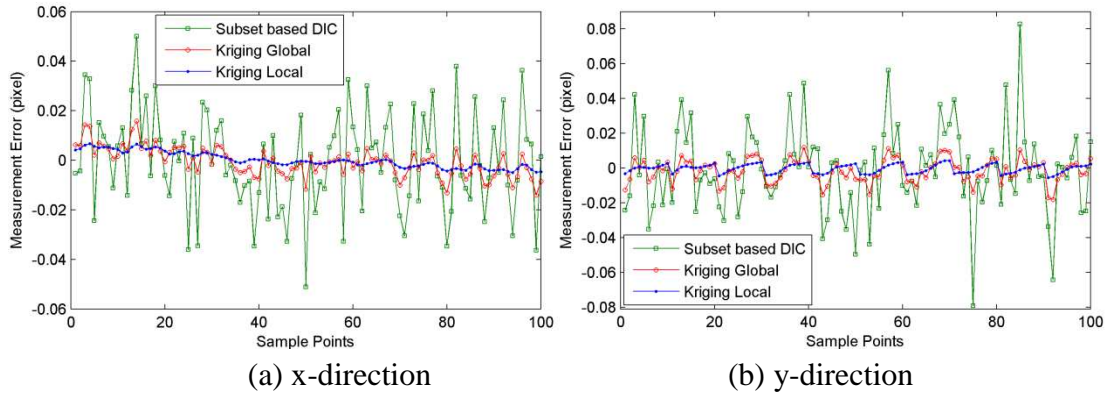 0.06
0.04
0.02
0
-0.02
-0.04
-0.06
Measurement Error (pixel)
Subset based DIC
Kriging Global
Kriging Local
0 20 40 60 80 100
Sample Points
(a) x-direction
0.08
0.06
0.04
0.02
0
-0.02
-0.04
-0.06
-0.08
Measurement Error (pixel)
Subset based DIC
Kriging Global
Kriging Local
0 20 40 60 80 100
Sample Points
(b) y-direction